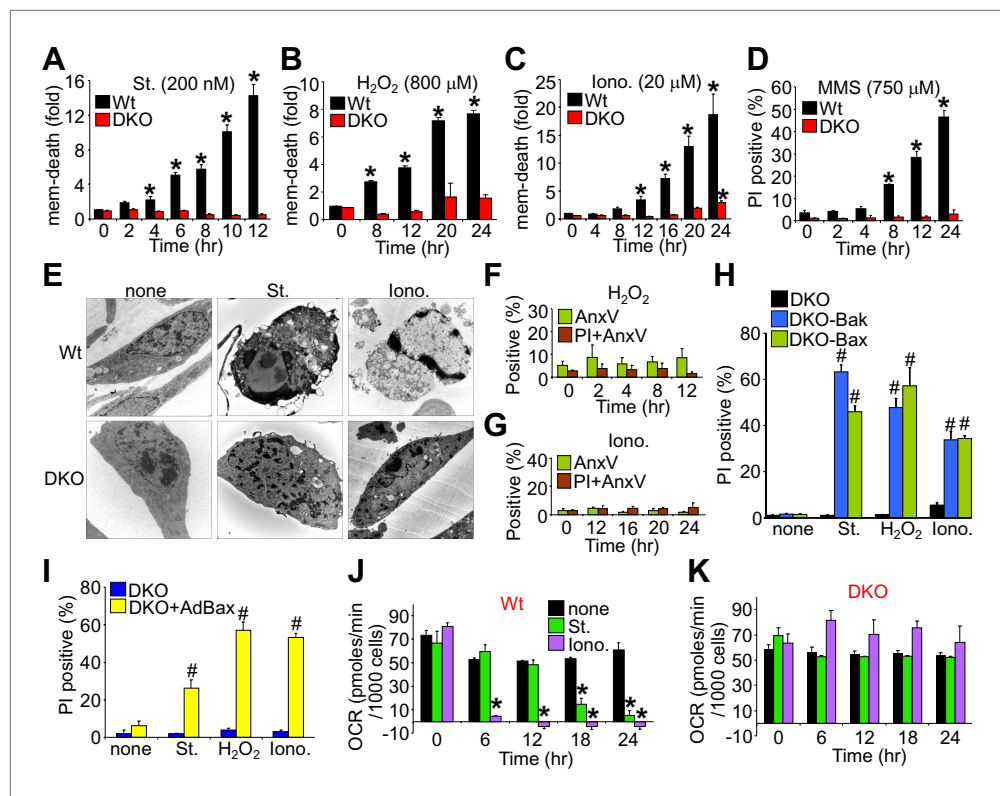 A
St. (200 nM)
mem-death (fold)
16
12
8
4
0
Wt
DKO
*
*
*
*
*
0 2 4 6 8 10 12
Time (hr)
B
H₂O₂ (800 µM)
mem-death (fold)
10
8
6
4
2
0
Wt
DKO
*
*
*
*
0 8 12 20 24
Time (hr)
C
Iono. (20 µM)
mem-death (fold)
25
20
15
10
5
0
Wt
DKO
*
*
*
*
*
0 4 8 12 16 20 24
Time (hr)
D
MMS (750 µM)
PI positive (%)
60
50
40
30
20
10
0
Wt
DKO
*
*
*
0 2 4 8 12 24
Time (hr)
E
none St. Iono.
Wt
DKO
F
H₂O₂
Positive (%)
30
20
10
0
AnxV
PI+AnxV
0 2 4 8 12
Time (hr)
G
Iono.
Positive (%)
40
30
20
10
0
AnxV
PI+AnxV
0 12 16 20 24
Time (hr)
H
DKO
DKO-Bak
DKO-Bax
PI positive (%)
80
60
40
20
0
# #
# #
# #
none St. H₂O₂ Iono.
I
DKO
DKO+AdBax
PI positive (%)
80
60
40
20
0
#
#
#
none St. H₂O₂ Iono.
J
Wt
none
St.
Iono.
OCR (pmoles/min
/1000 cells)
90
70
50
30
10
-10
*
*
* *
* *
0 6 12 18 24
Time (hr)
K
DKO
OCR (pmoles/min
/1000 cells)
90
70
50
30
10
-10
0 6 12 18 24
Time (hr)